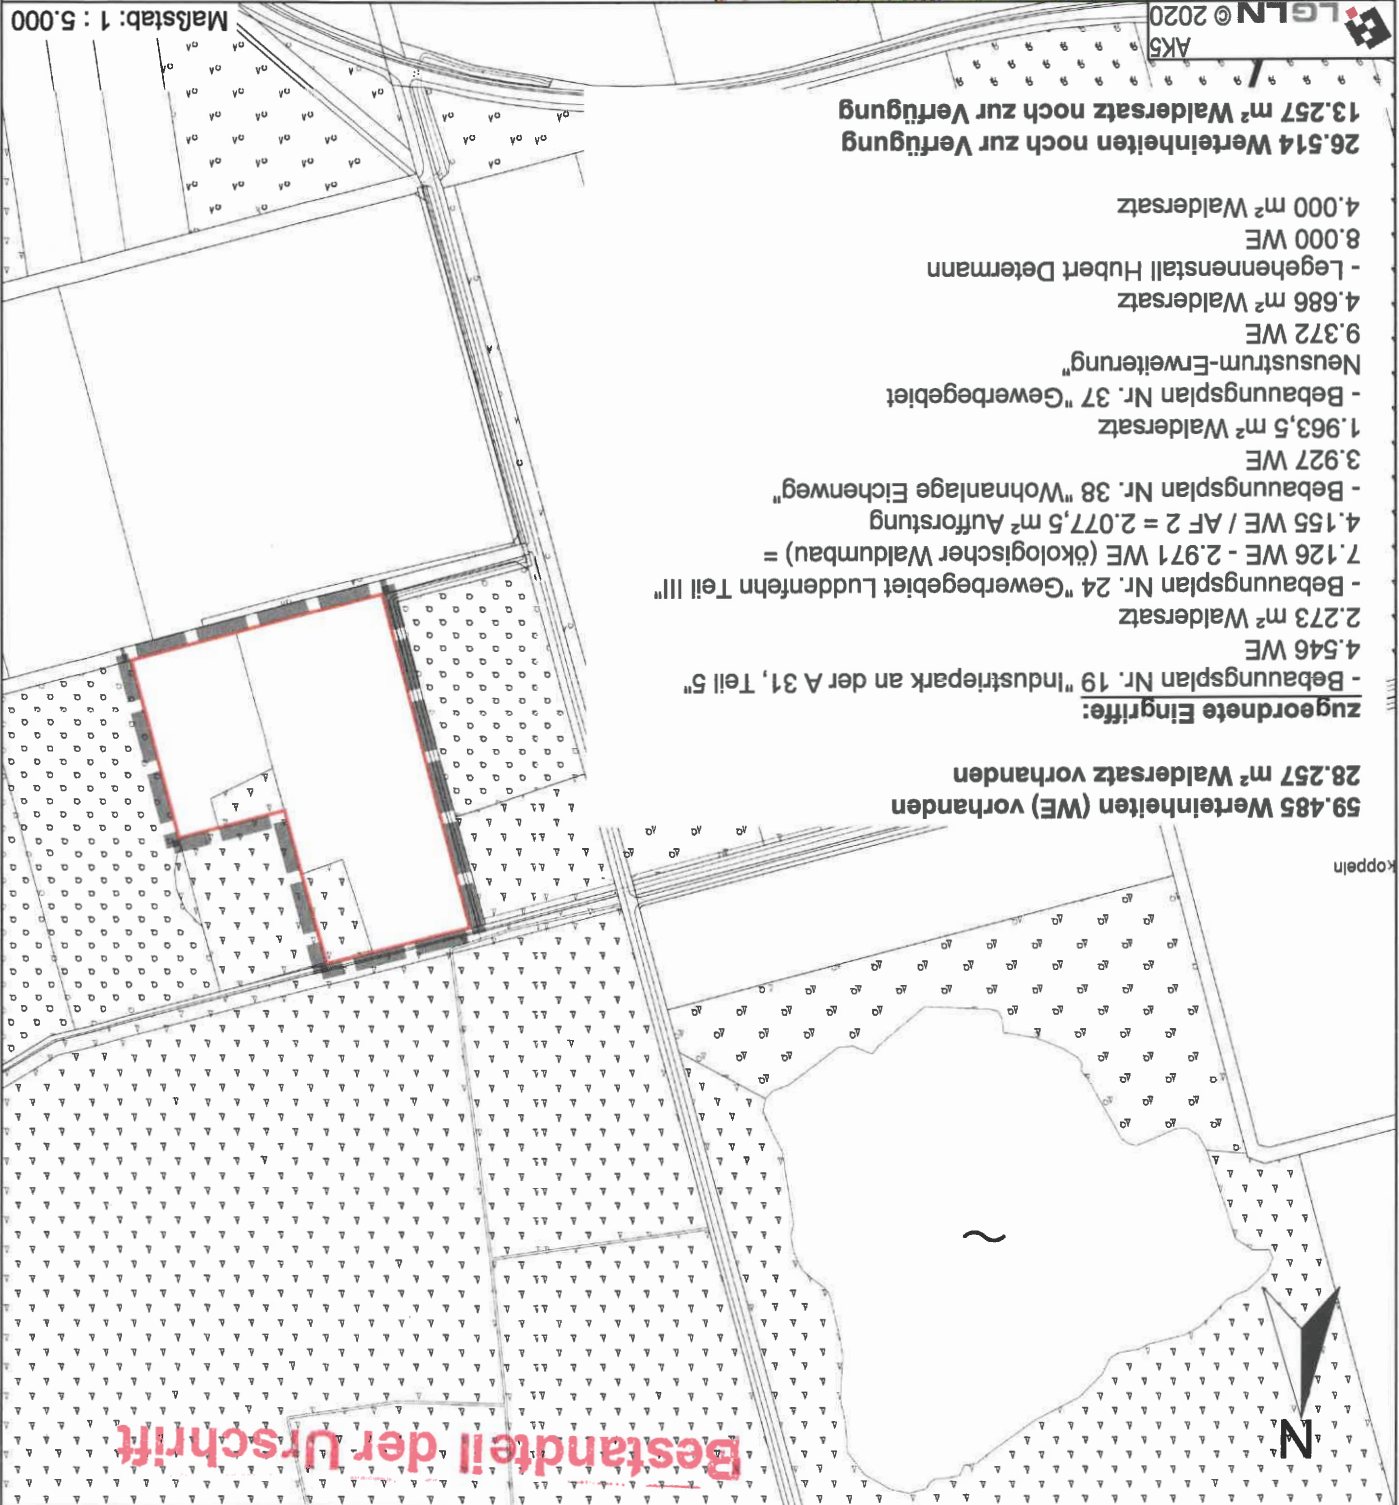 N
Bestandteil der Urschrift
koppeln
59.485 Werteinheiten (WE) vorhanden
28.257 m² Waldersatz vorhanden
zugeordnete Eingriffe:
- Bebauungsplan Nr. 19 "Industriepark an der A 31, Teil 5"
4.546 WE
2.273 m² Waldersatz
- Bebauungsplan Nr. 24 "Gewerbegebiet Luddenfehn Teil III"
7.126 WE - 2.971 WE (ökologischer Waldumbau) =
4.155 WE / AF 2 = 2.077,5 m² Aufforstung
- Bebauungsplan Nr. 38 "Wohnanlage Eichenweg"
3.927 WE
1.963,5 m² Waldersatz
- Bebauungsplan Nr. 37 "Gewerbegebiet
Neusustrum-Erweiterung"
9.372 WE
4.686 m² Waldersatz
- Legehennenstall Hubert Determann
8.000 WE
4.000 m² Waldersatz
26.514 Werteinheiten noch zur Verfügung
13.257 m² Waldersatz noch zur Verfügung
AK5
LGLN © 2020
Maßstab: 1 : 5.000